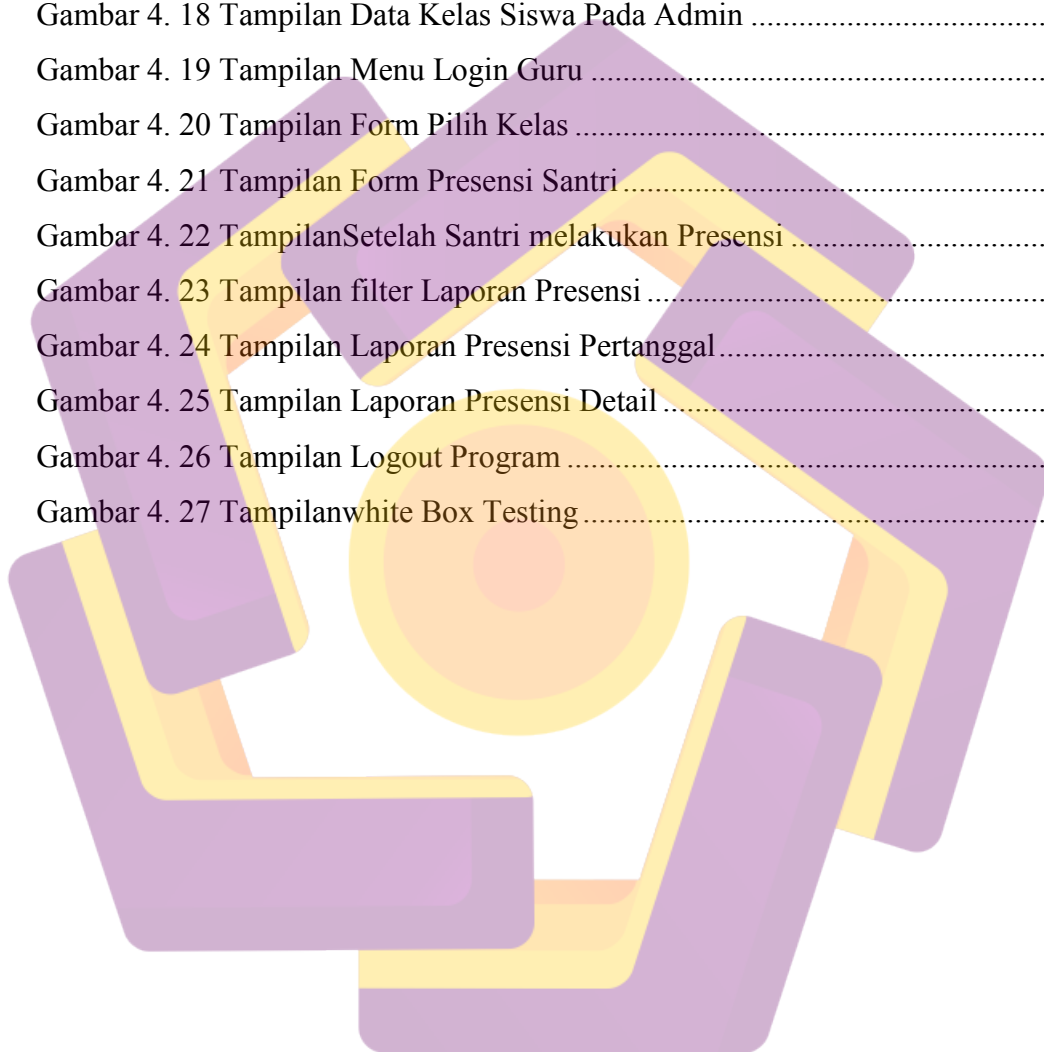 Gambar 4. 18 Tampilan Data Kelas Siswa Pada Admin ....................................
Gambar 4. 19 Tampilan Menu Login Guru ........................................................
Gambar 4. 20 Tampilan Form Pilih Kelas ..........................................................
Gambar 4. 21 Tampilan Form Presensi Santri....................................................
Gambar 4. 22 TampilanSetelah Santri melakukan Presensi ...............................
Gambar 4. 23 Tampilan filter Laporan Presensi .................................................
Gambar 4. 24 Tampilan Laporan Presensi Pertanggal........................................
Gambar 4. 25 Tampilan Laporan Presensi Detail ...............................................
Gambar 4. 26 Tampilan Logout Program ...........................................................
Gambar 4. 27 Tampilanwhite Box Testing .........................................................